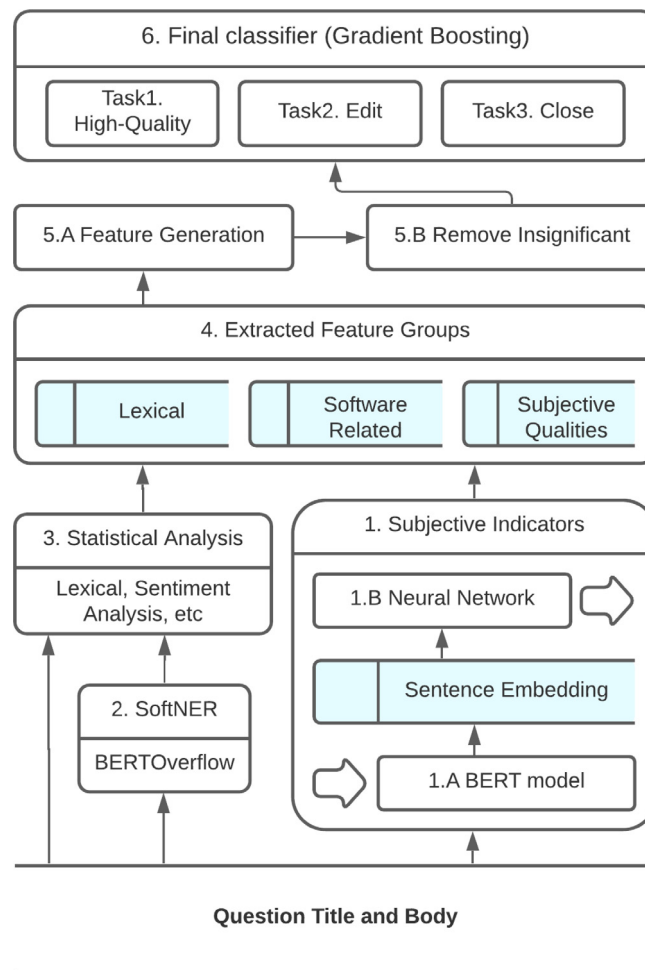 6. Final classifier (Gradient Boosting)
Task1.
High-Quality
Task2. Edit
Task3. Close
5.A Feature Generation
5.B Remove Insignificant
4. Extracted Feature Groups
Lexical
Software
Related
Subjective
Qualities
3. Statistical Analysis
Lexical, Sentiment
Analysis, etc
1. Subjective Indicators
1.B Neural Network
Sentence Embedding
2. SoftNER
BERTOverflow
1.A BERT model
Question Title and Body